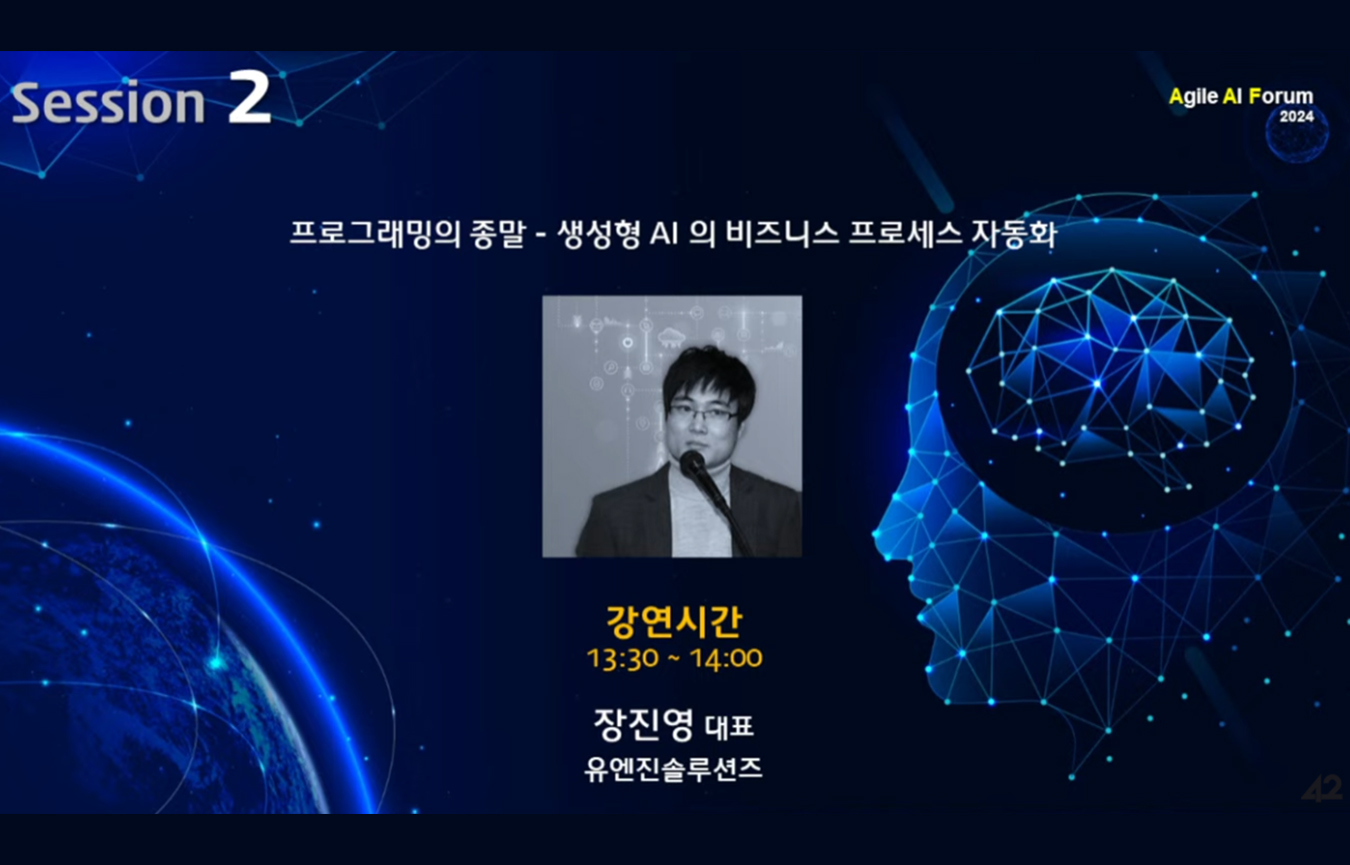 Session 2
Agile AI Forum
2024
프로그래밍의 종말 - 생성형 AI 의 비즈니스 프로세스 자동화
강연시간
13:30 ~ 14:00
장진영 대표
유엔진솔루션즈
42